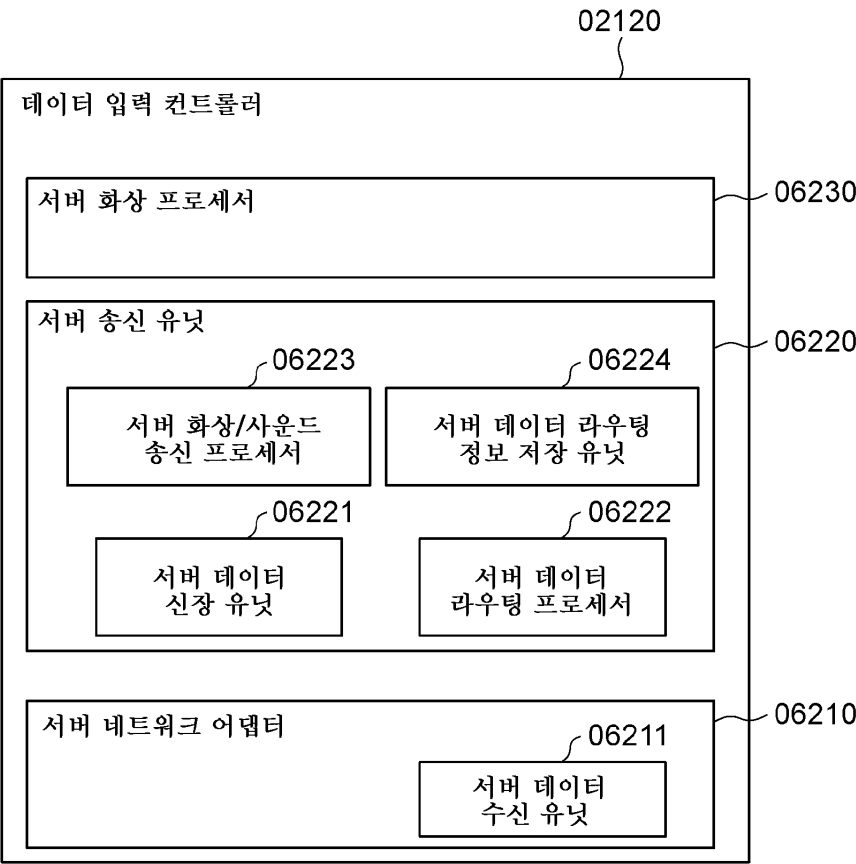 02120
데이터 입력 컨트롤러
서버 화상 프로세서
06230
서버 송신 유닛
06220
06223
06224
서버 화상/사운드
송신 프로세서
서버 데이터 라우팅
정보 저장 유닛
06221
06222
서버 데이터
신장 유닛
서버 데이터
라우팅 프로세서
서버 네트워크 어댑터
06210
06211
서버 데이터
수신 유닛